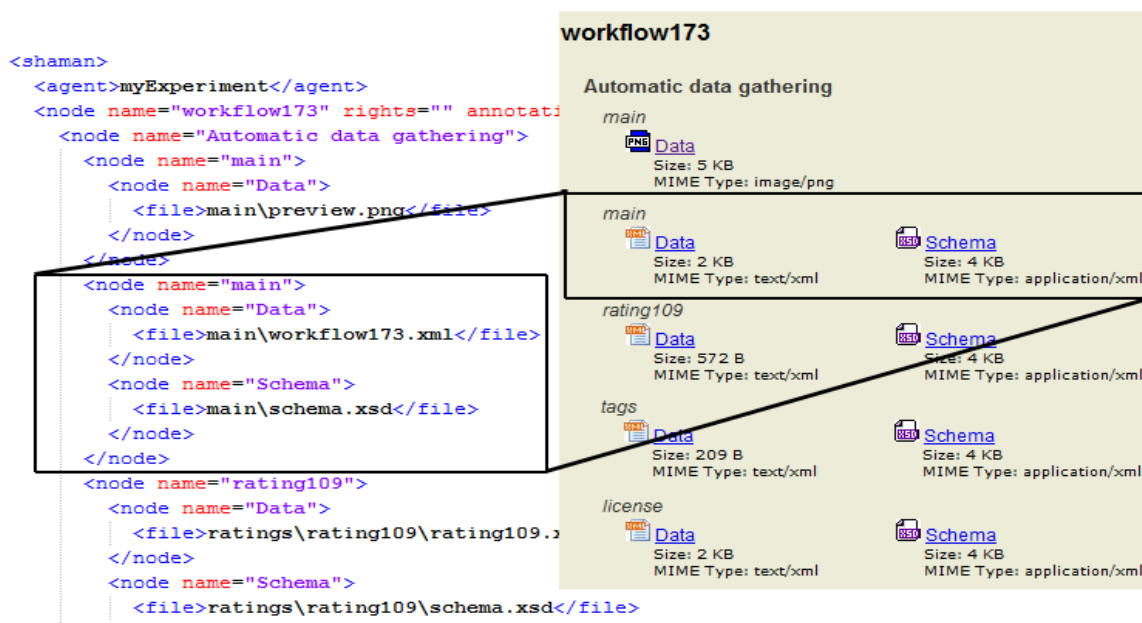 <shaman>
<agent>myExperiment</agent>
<node name="workflow173" rights="" annotati
<node name="Automatic data gathering">
<node name="main">
<node name="Data">
<file>main\preview.png</file>
</node>
</node>
<node name="main">
<node name="Data">
<file>main\workflow173.xml</file>
</node>
<node name="Schema">
<file>main\schema.xsd</file>
</node>
</node>
<node name="rating109">
<node name="Data">
<file>ratings\rating109\rating109.x
</node>
<node name="Schema">
<file>ratings\rating109\schema.xsd</file>
workflow173
Automatic data gathering
main
PNG Data
Size: 5 KB
MIME Type: image/png
main
XML Data XSD Schema
Size: 2 KB Size: 4 KB
MIME Type: text/xml MIME Type: application/xml
rating109
XML Data XSD Schema
Size: 572 B Size: 4 KB
MIME Type: text/xml MIME Type: application/xml
tags
XML Data XSD Schema
Size: 209 B Size: 4 KB
MIME Type: text/xml MIME Type: application/xml
license
XML Data XSD Schema
Size: 2 KB Size: 4 KB
MIME Type: text/xml MIME Type: application/xml